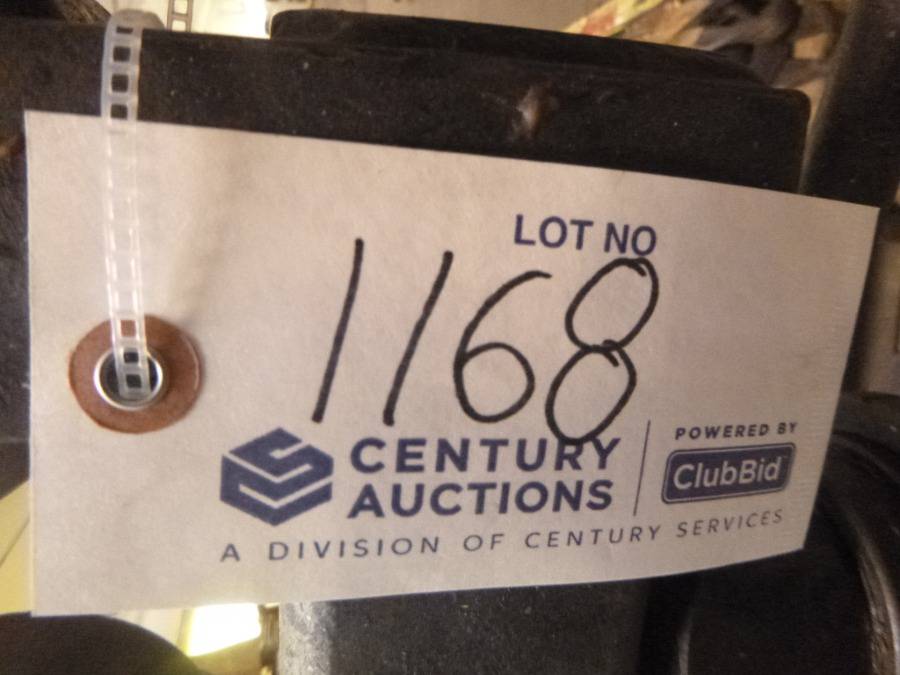 LOT NO
1168
CENTURY
AUCTIONS
A DIVISION OF CENTURY SERVICES
POWERED BY
ClubBid